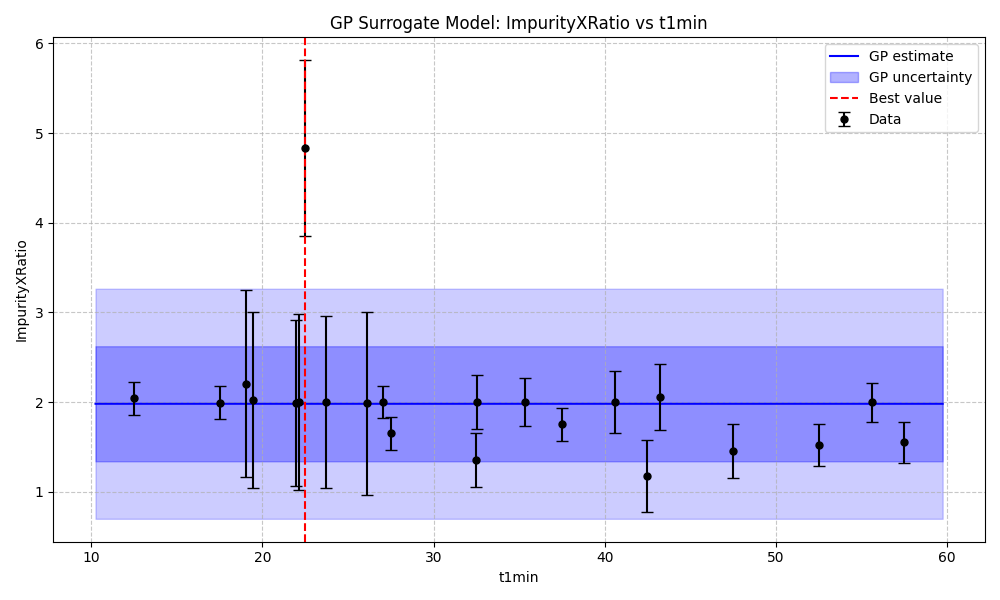 GP Surrogate Model: ImpurityXRatio vs t1min
GP estimate
GP uncertainty
Best value
Data
ImpurityXRatio
6
5
4
3
2
1
10 20 30 40 50 60
t1min